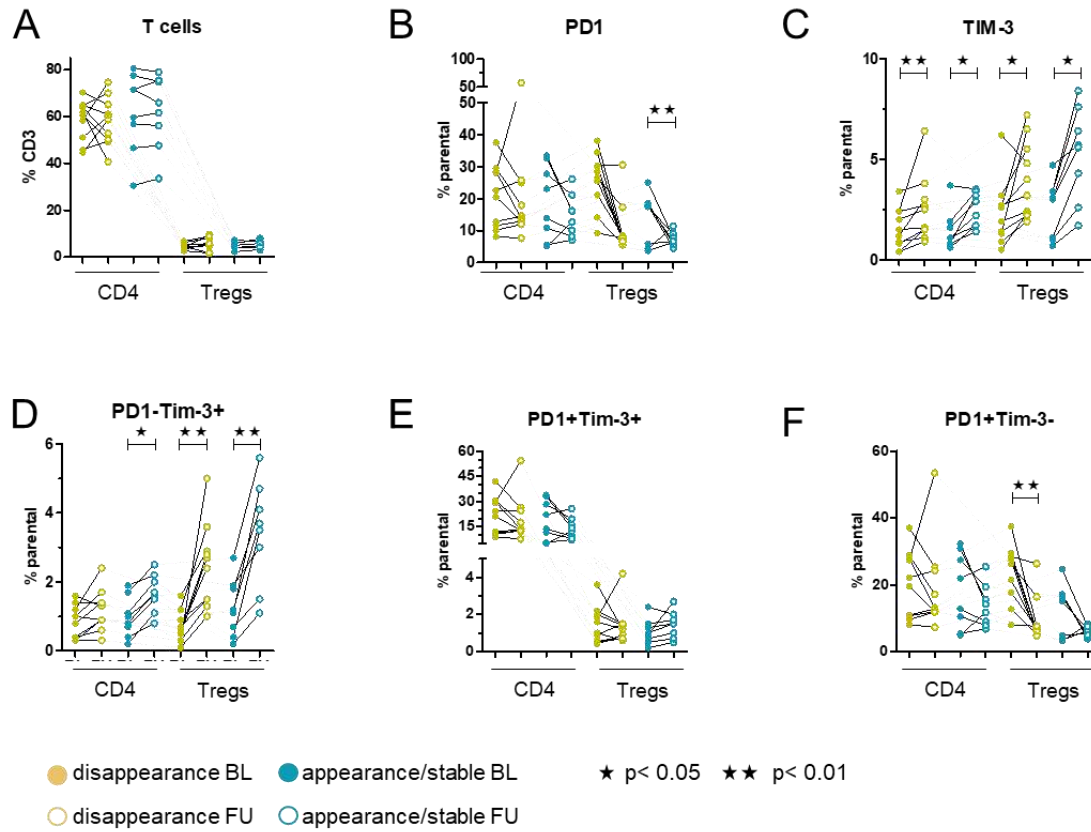 A
T cells
80
60
40
20
0
% CD3
CD4
Tregs
B
PD1
100
75
50
50
40
30
20
10
0
% parental
★★
CD4
Tregs
C
TIM-3
10
5
0
% parental
★★ ★ ★ ★
CD4
Tregs
D
PD1-Tim-3+
6
4
2
0
% parental
★ ★★ ★★
CD4
Tregs
E
PD1+Tim-3+
60
45
30
15
4
2
0
% parental
CD4
Tregs
F
PD1+Tim-3-
60
40
20
0
% parental
★★
CD4
Tregs
disappearance BL appearance/stable BL ★ p< 0.05 ★★ p< 0.01
disappearance FU appearance/stable FU